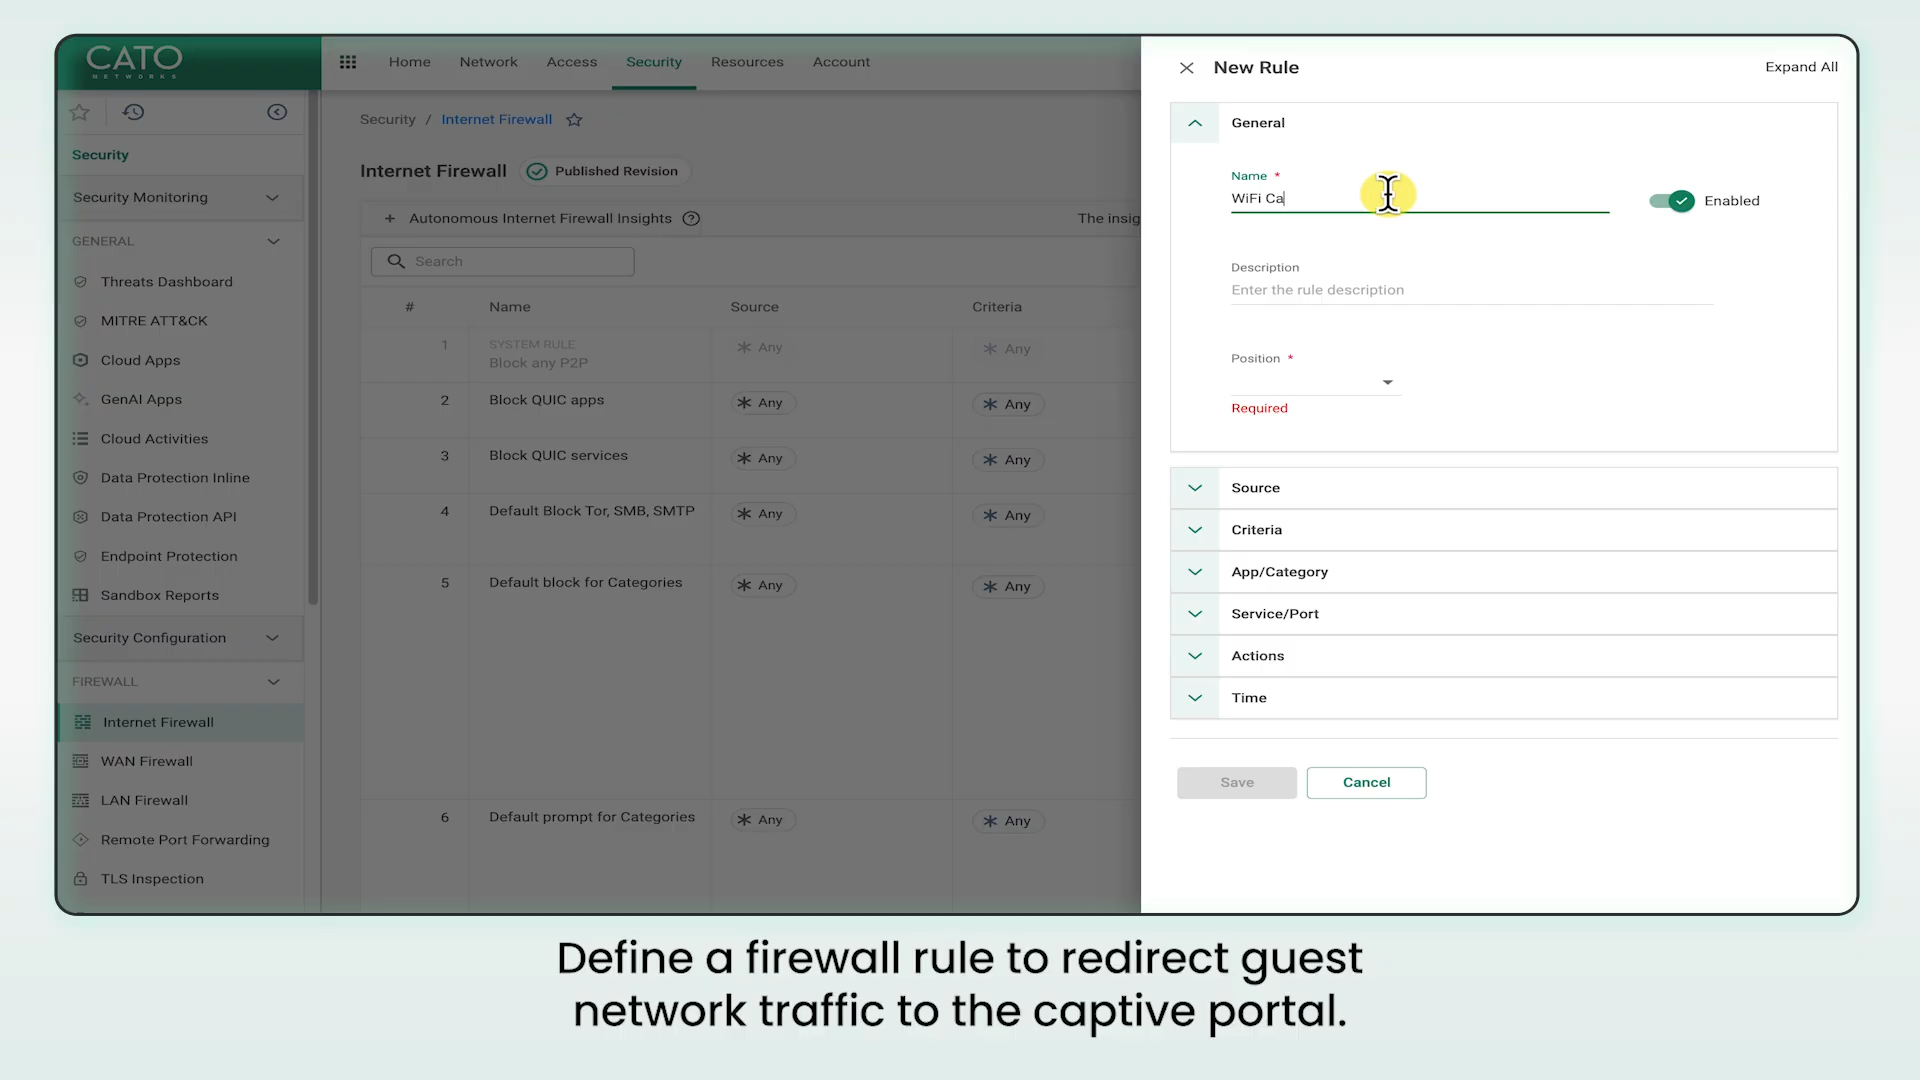 CATO
NETWORKS
Home Network Access Security Resources Account
Security
Security Monitoring
GENERAL
Threats Dashboard
MITRE ATT&CK
Cloud Apps
GenAI Apps
Cloud Activities
Data Protection Inline
Data Protection API
Endpoint Protection
Sandbox Reports
Security Configuration
FIREWALL
Internet Firewall
WAN Firewall
LAN Firewall
Remote Port Forwarding
TLS Inspection
Security / Internet Firewall
Internet Firewall Published Revision
+ Autonomous Internet Firewall Insights ? The insig
Search
# Name Source Criteria
1 SYSTEM RULE
Block any P2P Any Any
2 Block QUIC apps Any Any
3 Block QUIC services Any Any
4 Default Block Tor, SMB, SMTP Any Any
5 Default block for Categories Any Any
6 Default prompt for Categories Any Any
New Rule Expand All
General
Name *
WiFi Ca
Enabled
Description
Enter the rule description
Position *
Required
Source
Criteria
App/Category
Service/Port
Actions
Time
Save Cancel
Define a firewall rule to redirect guest
network traffic to the captive portal.